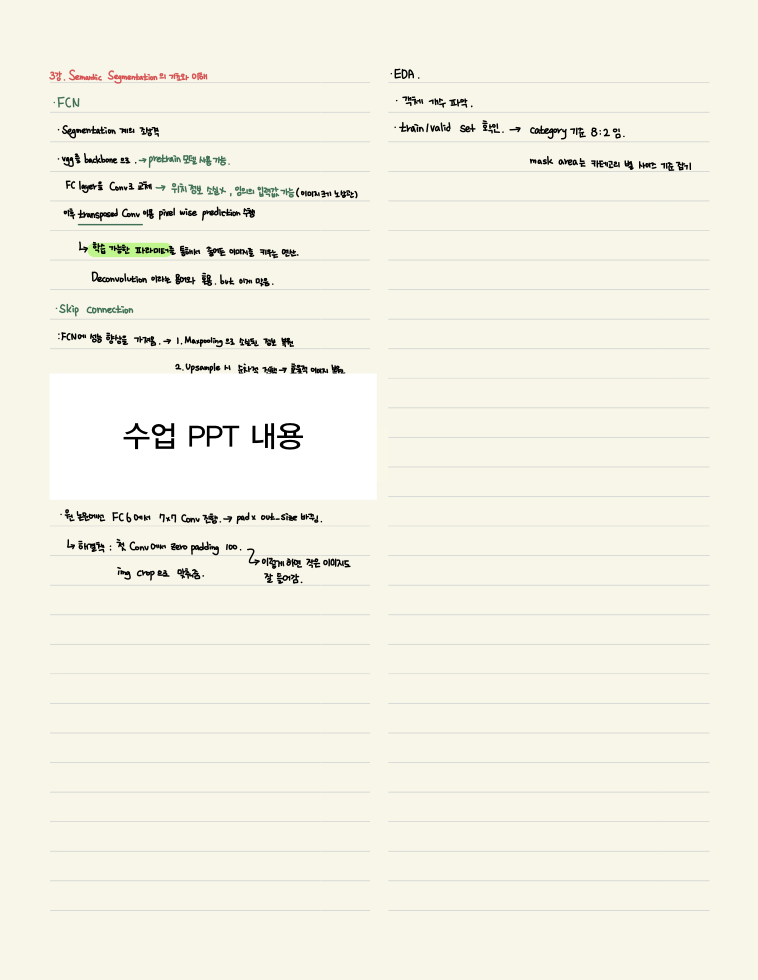 3강. Semantic Segmentation의 기초와 이해
·FCN
·Segmentation 계의 조상격
·vgg를 backbone으로. → pretrain 모델 사용 가능.
FC layer를 Conv로 교체 → 위치 정보 소실x, 임의의 입력값 가능 (이미지 크기 노상관)
이후 transposed Conv 이용 pixel wise prediction 수행
↳ 학습 가능한 파라미터를 통해서 줄어든 이미지를 키우는 연산.
Deconvolution 이라는 용어와 혼용. but 이게 맞음.
·Skip connection
:FCN에 성능 향상을 가져옴. → 1. Maxpooling으로 소실된 정보 복원
2. Upsample 시 순차적 진행 → 효율적 이미지 복원.
수업 PPT 내용
·원 논문에선 FC6에서 7x7 Conv 진행. → pad x out_size 바뀜.
↳ 해결책 : 첫 Conv에서 zero padding 100.
↳ 이렇게 하면 작은 이미지도
img crop으로 맞춰줌.
잘 들어감.
·EDA.
· 객체 개수 파악.
·train/valid set 확인. → category 기준 8:2임.
mask area는 카테고리 별 사이즈 기준 잡기